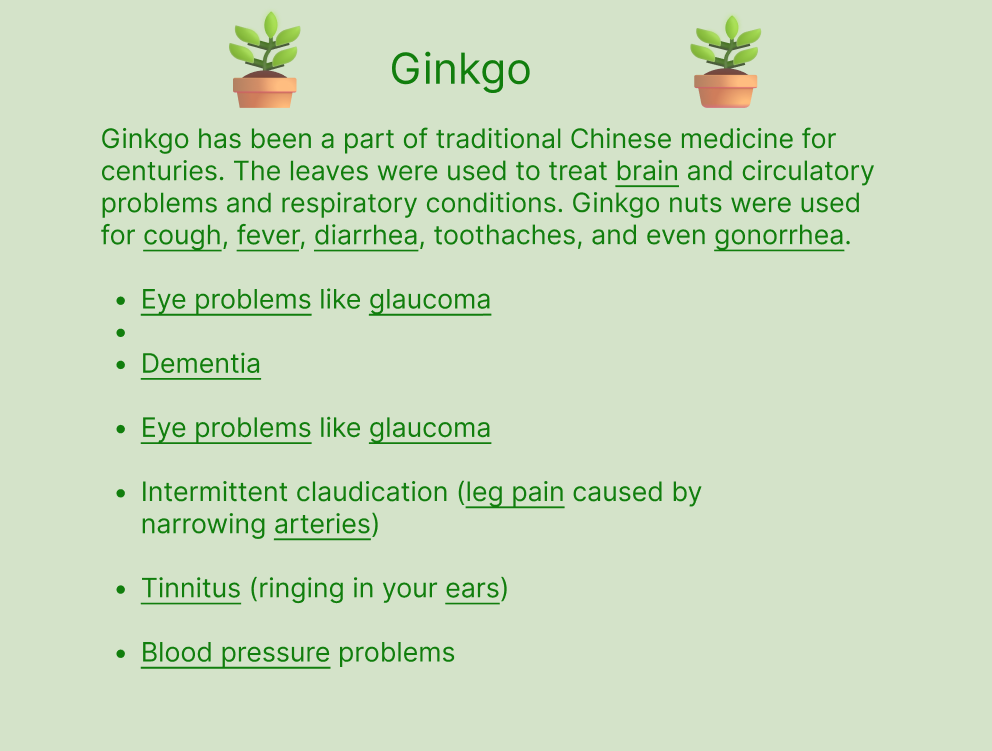 Ginkgo
Ginkgo has been a part of traditional Chinese medicine for
centuries. The leaves were used to treat brain and circulatory
problems and respiratory conditions. Ginkgo nuts were used
for cough, fever, diarrhea, toothaches, and even gonorrhea.
• Eye problems like glaucoma
•
• Dementia
• Eye problems like glaucoma
• Intermittent claudication (leg pain caused by
narrowing arteries)
• Tinnitus (ringing in your ears)
• Blood pressure problems